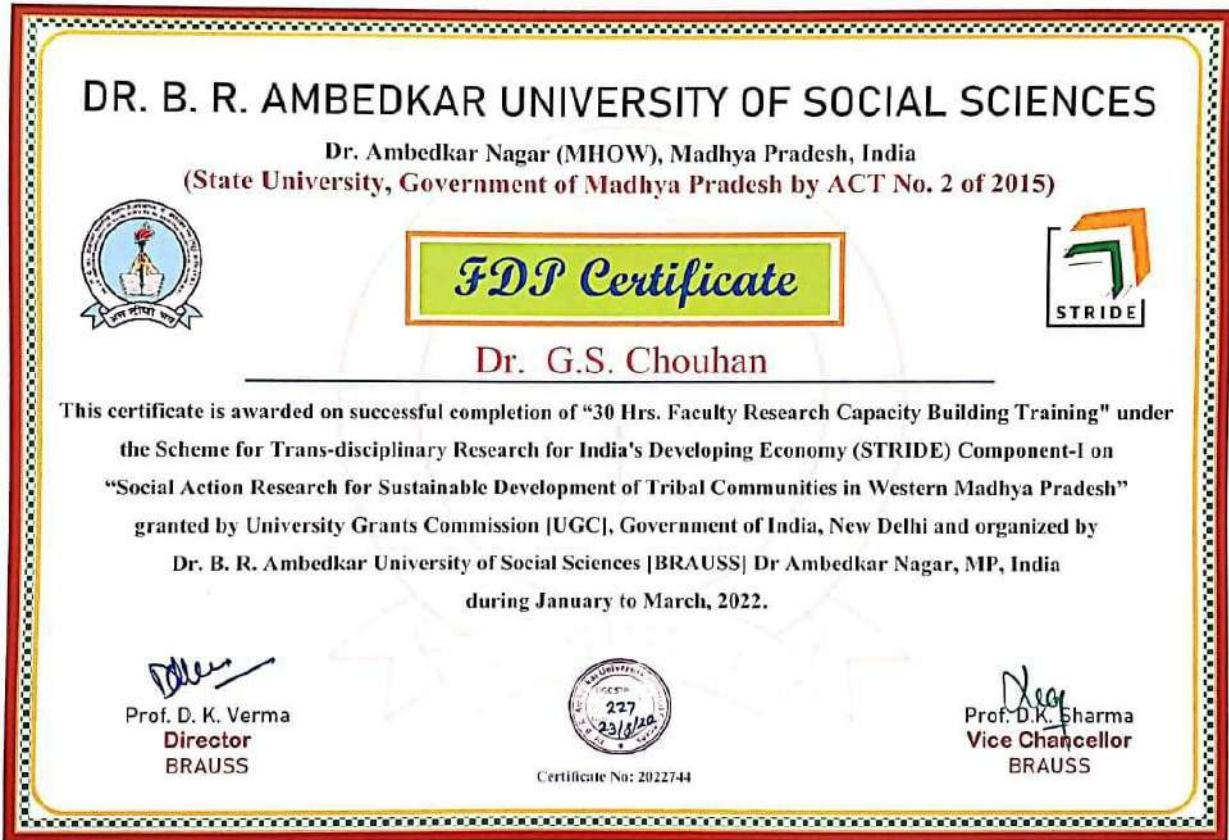 DR. B. R. AMBEDKAR UNIVERSITY OF SOCIAL SCIENCES
Dr. Ambedkar Nagar (MHOW), Madhya Pradesh, India
(State University, Government of Madhya Pradesh by ACT No. 2 of 2015)
FDP Certificate
STRIDE
Dr. G.S. Chouhan
This certificate is awarded on successful completion of “30 Hrs. Faculty Research Capacity Building Training" under
the Scheme for Trans-disciplinary Research for India's Developing Economy (STRIDE) Component-I on
“Social Action Research for Sustainable Development of Tribal Communities in Western Madhya Pradesh”
granted by University Grants Commission [UGC], Government of India, New Delhi and organized by
Dr. B. R. Ambedkar University of Social Sciences [BRAUSS] Dr Ambedkar Nagar, MP, India
during January to March, 2022.
Prof. D. K. Verma
Director
BRAUSS
227
Certificate No: 2022744
Prof. D.K. Sharma
Vice Chancellor
BRAUSS